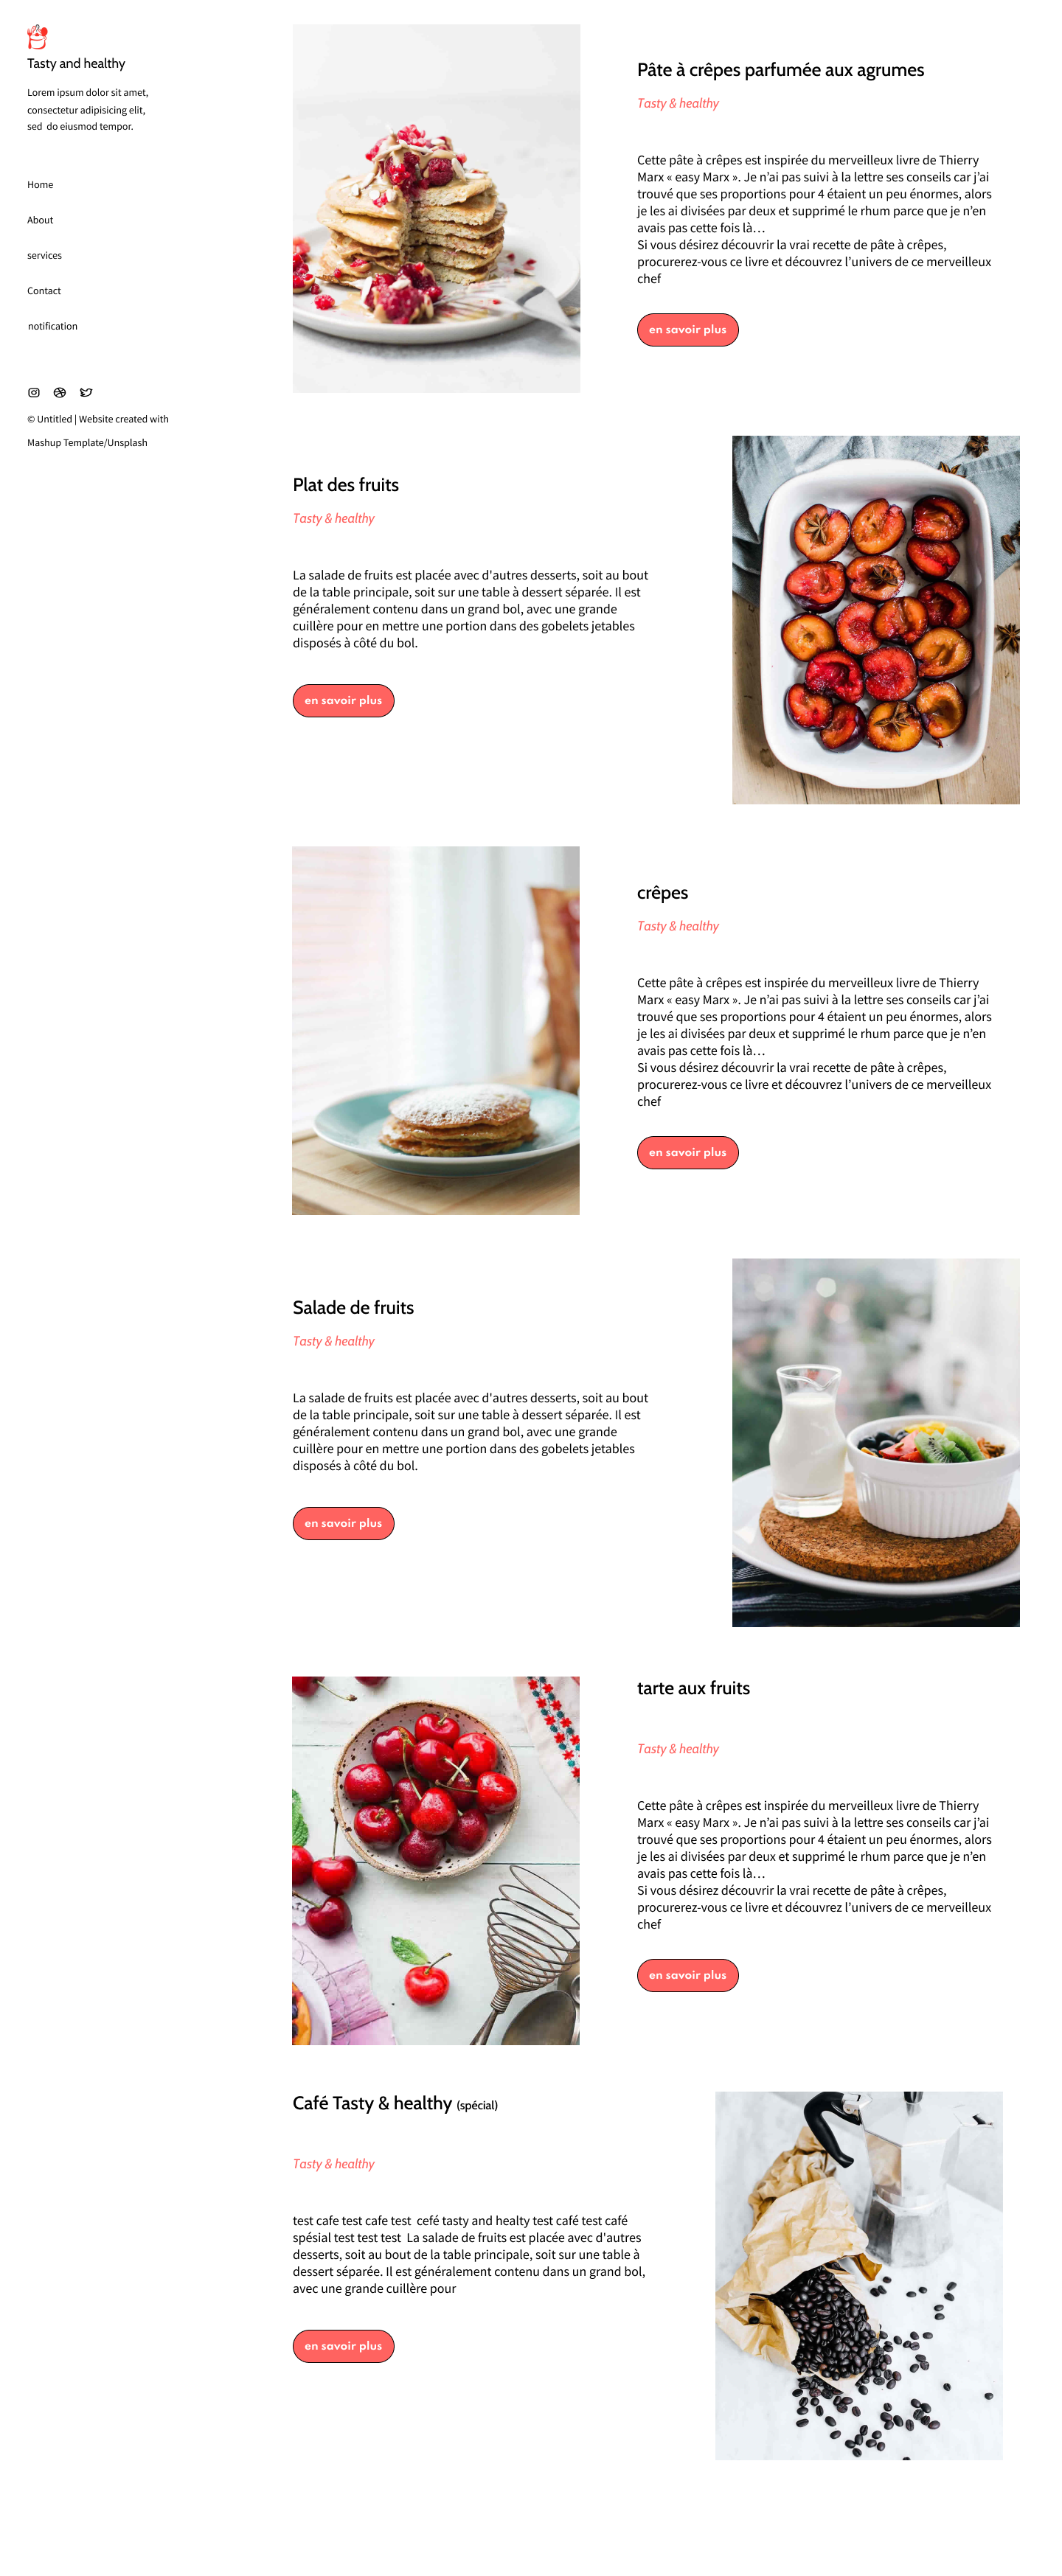 Tasty and healthy
Lorem ipsum dolor sit amet,
consectetur adipisicing elit,
sed do eiusmod tempor.
Home
About
services
Contact
notification
© Untitled | Website created with
Mashup Template/Unsplash
Pâte à crêpes parfumée aux agrumes
Tasty & healthy
Cette pâte à crêpes est inspirée du merveilleux livre de Thierry
Marx « easy Marx ». Je n’ai pas suivi à la lettre ses conseils car j’ai
trouvé que ses proportions pour 4 étaient un peu énormes, alors
je les ai divisées par deux et supprimé le rhum parce que je n’en
avais pas cette fois là…
Si vous désirez découvrir la vrai recette de pâte à crêpes,
procurerez-vous ce livre et découvrez l’univers de ce merveilleux
chef
en savoir plus
Plat des fruits
Tasty & healthy
La salade de fruits est placée avec d'autres desserts, soit au bout
de la table principale, soit sur une table à dessert séparée. Il est
généralement contenu dans un grand bol, avec une grande
cuillère pour en mettre une portion dans des gobelets jetables
disposés à côté du bol.
en savoir plus
crêpes
Tasty & healthy
Cette pâte à crêpes est inspirée du merveilleux livre de Thierry
Marx « easy Marx ». Je n’ai pas suivi à la lettre ses conseils car j’ai
trouvé que ses proportions pour 4 étaient un peu énormes, alors
je les ai divisées par deux et supprimé le rhum parce que je n’en
avais pas cette fois là…
Si vous désirez découvrir la vrai recette de pâte à crêpes,
procurerez-vous ce livre et découvrez l’univers de ce merveilleux
chef
en savoir plus
Salade de fruits
Tasty & healthy
La salade de fruits est placée avec d'autres desserts, soit au bout
de la table principale, soit sur une table à dessert séparée. Il est
généralement contenu dans un grand bol, avec une grande
cuillère pour en mettre une portion dans des gobelets jetables
disposés à côté du bol.
en savoir plus
tarte aux fruits
Tasty & healthy
Cette pâte à crêpes est inspirée du merveilleux livre de Thierry
Marx « easy Marx ». Je n’ai pas suivi à la lettre ses conseils car j’ai
trouvé que ses proportions pour 4 étaient un peu énormes, alors
je les ai divisées par deux et supprimé le rhum parce que je n’en
avais pas cette fois là…
Si vous désirez découvrir la vrai recette de pâte à crêpes,
procurerez-vous ce livre et découvrez l’univers de ce merveilleux
chef
en savoir plus
Café Tasty & healthy (spécial)
Tasty & healthy
test cafe test cafe test cefé tasty and healty test café test café
spésial test test test La salade de fruits est placée avec d'autres
desserts, soit au bout de la table principale, soit sur une table à
dessert séparée. Il est généralement contenu dans un grand bol,
avec une grande cuillère pour
en savoir plus